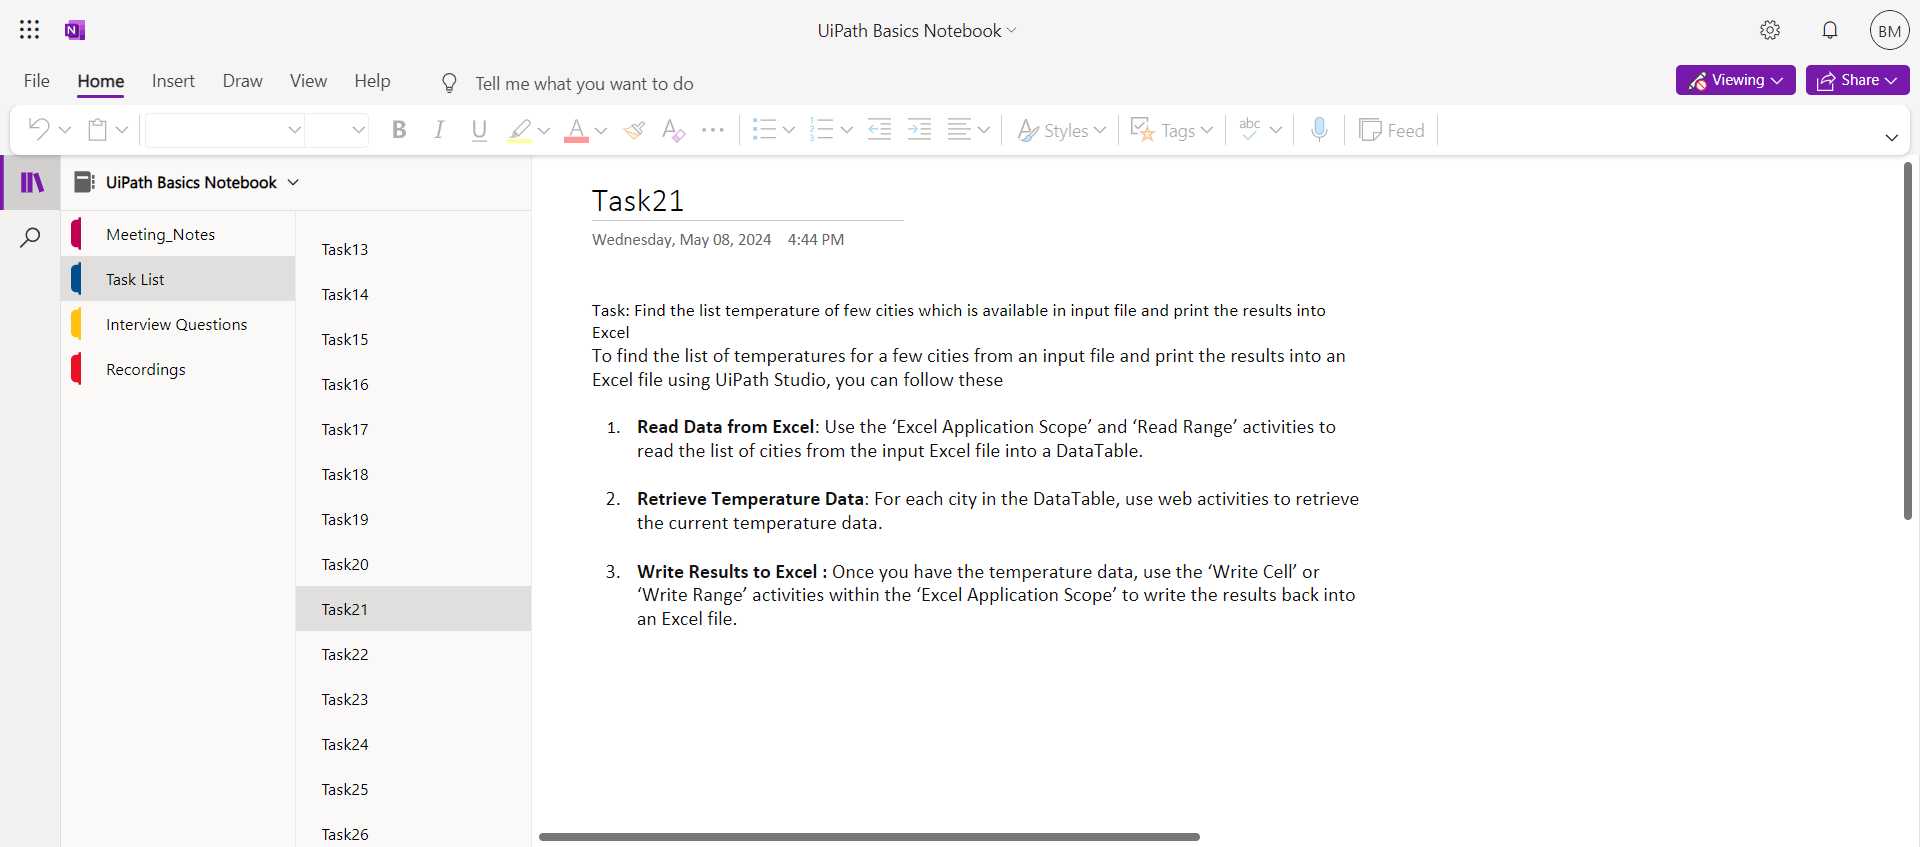 UiPath Basics Notebook
BM
File Home Insert Draw View Help Tell me what you want to do
Viewing Share
Styles Tags abc Feed
UiPath Basics Notebook
Meeting_Notes
Task List
Interview Questions
Recordings
Task13
Task14
Task15
Task16
Task17
Task18
Task19
Task20
Task21
Task22
Task23
Task24
Task25
Task26
Task21
Wednesday, May 08, 2024 4:44 PM
Task: Find the list temperature of few cities which is available in input file and print the results into
Excel
To find the list of temperatures for a few cities from an input file and print the results into an
Excel file using UiPath Studio, you can follow these
1. Read Data from Excel: Use the ‘Excel Application Scope’ and ‘Read Range’ activities to
read the list of cities from the input Excel file into a DataTable.
2. Retrieve Temperature Data: For each city in the DataTable, use web activities to retrieve
the current temperature data.
3. Write Results to Excel : Once you have the temperature data, use the ‘Write Cell’ or
‘Write Range’ activities within the ‘Excel Application Scope’ to write the results back into
an Excel file.